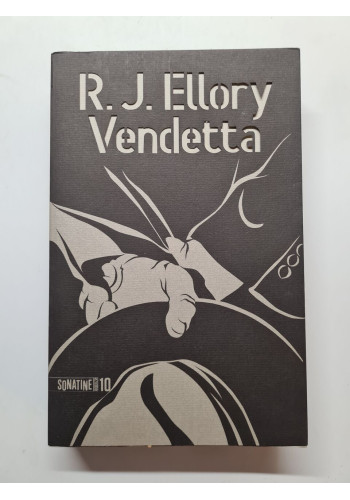 R. J. Ellory
Vendetta
SONATINE 10